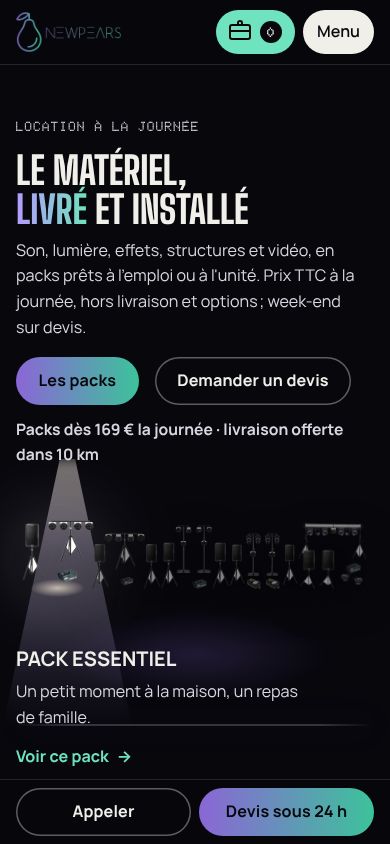 NEWPEARS
0
Menu
LOCATION À LA JOURNÉE
LE MATÉRIEL,
LIVRÉ ET INSTALLÉ
Son, lumière, effets, structures et vidéo, en
packs prêts à l'emploi ou à l'unité. Prix TTC à la
journée, hors livraison et options ; week-end
sur devis.
Les packs
Demander un devis
Packs dès 169 € la journée · livraison offerte
dans 10 km
PACK ESSENTIEL
Un petit moment à la maison, un repas
de famille.
Voir ce pack →
Appeler
Devis sous 24 h